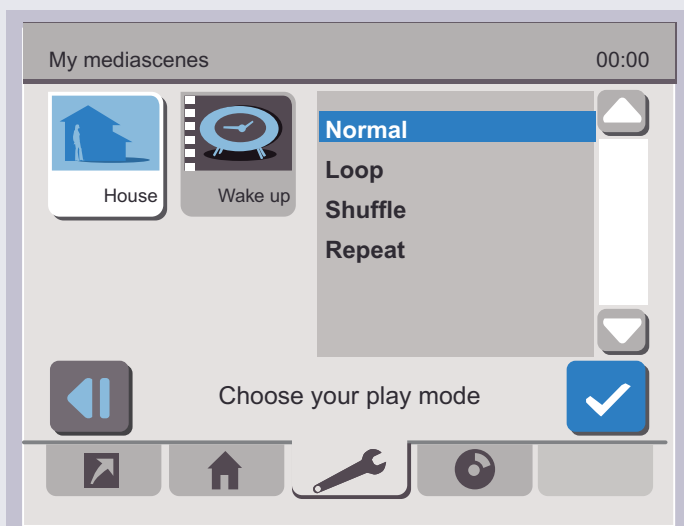 My mediascenes 00:00
House
Wake up
Normal
Loop
Shuffle
Repeat
Choose your play mode